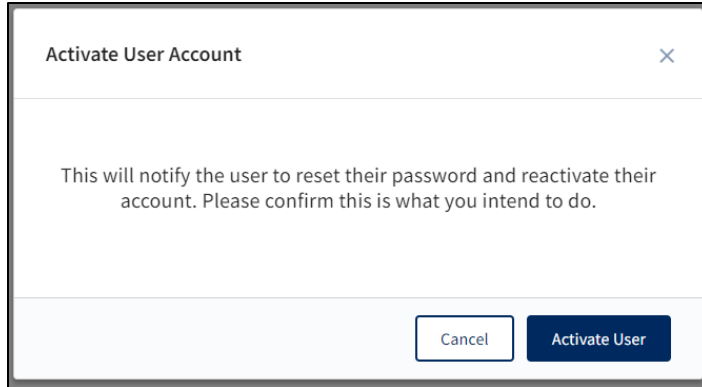 Activate User Account
This will notify the user to reset their password and reactivate their
account. Please confirm this is what you intend to do.
Cancel
Activate User